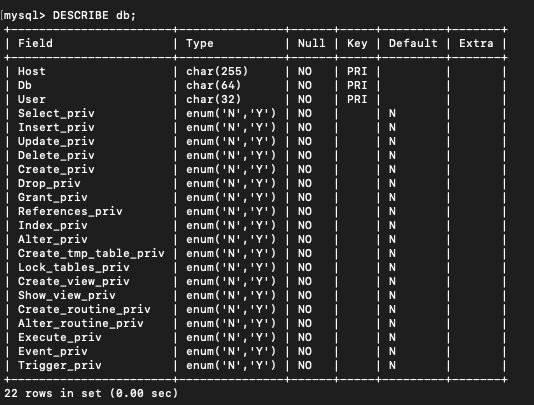 [mysql> DESCRIBE db;
+-----------------------+---------------+------+-----+---------+-------+
| Field                 | Type          | Null | Key | Default | Extra |
+-----------------------+---------------+------+-----+---------+-------+
| Host                  | char(255)     | NO   | PRI |         |       |
| Db                    | char(64)      | NO   | PRI |         |       |
| User                  | char(32)      | NO   | PRI |         |       |
| Select_priv           | enum('N','Y') | NO   |     | N       |       |
| Insert_priv           | enum('N','Y') | NO   |     | N       |       |
| Update_priv           | enum('N','Y') | NO   |     | N       |       |
| Delete_priv           | enum('N','Y') | NO   |     | N       |       |
| Create_priv           | enum('N','Y') | NO   |     | N       |       |
| Drop_priv             | enum('N','Y') | NO   |     | N       |       |
| Grant_priv            | enum('N','Y') | NO   |     | N       |       |
| References_priv       | enum('N','Y') | NO   |     | N       |       |
| Index_priv            | enum('N','Y') | NO   |     | N       |       |
| Alter_priv            | enum('N','Y') | NO   |     | N       |       |
| Create_tmp_table_priv | enum('N','Y') | NO   |     | N       |       |
| Lock_tables_priv      | enum('N','Y') | NO   |     | N       |       |
| Create_view_priv      | enum('N','Y') | NO   |     | N       |       |
| Show_view_priv        | enum('N','Y') | NO   |     | N       |       |
| Create_routine_priv   | enum('N','Y') | NO   |     | N       |       |
| Alter_routine_priv    | enum('N','Y') | NO   |     | N       |       |
| Execute_priv          | enum('N','Y') | NO   |     | N       |       |
| Event_priv            | enum('N','Y') | NO   |     | N       |       |
| Trigger_priv          | enum('N','Y') | NO   |     | N       |       |
+-----------------------+---------------+------+-----+---------+-------+
22 rows in set (0.00 sec)